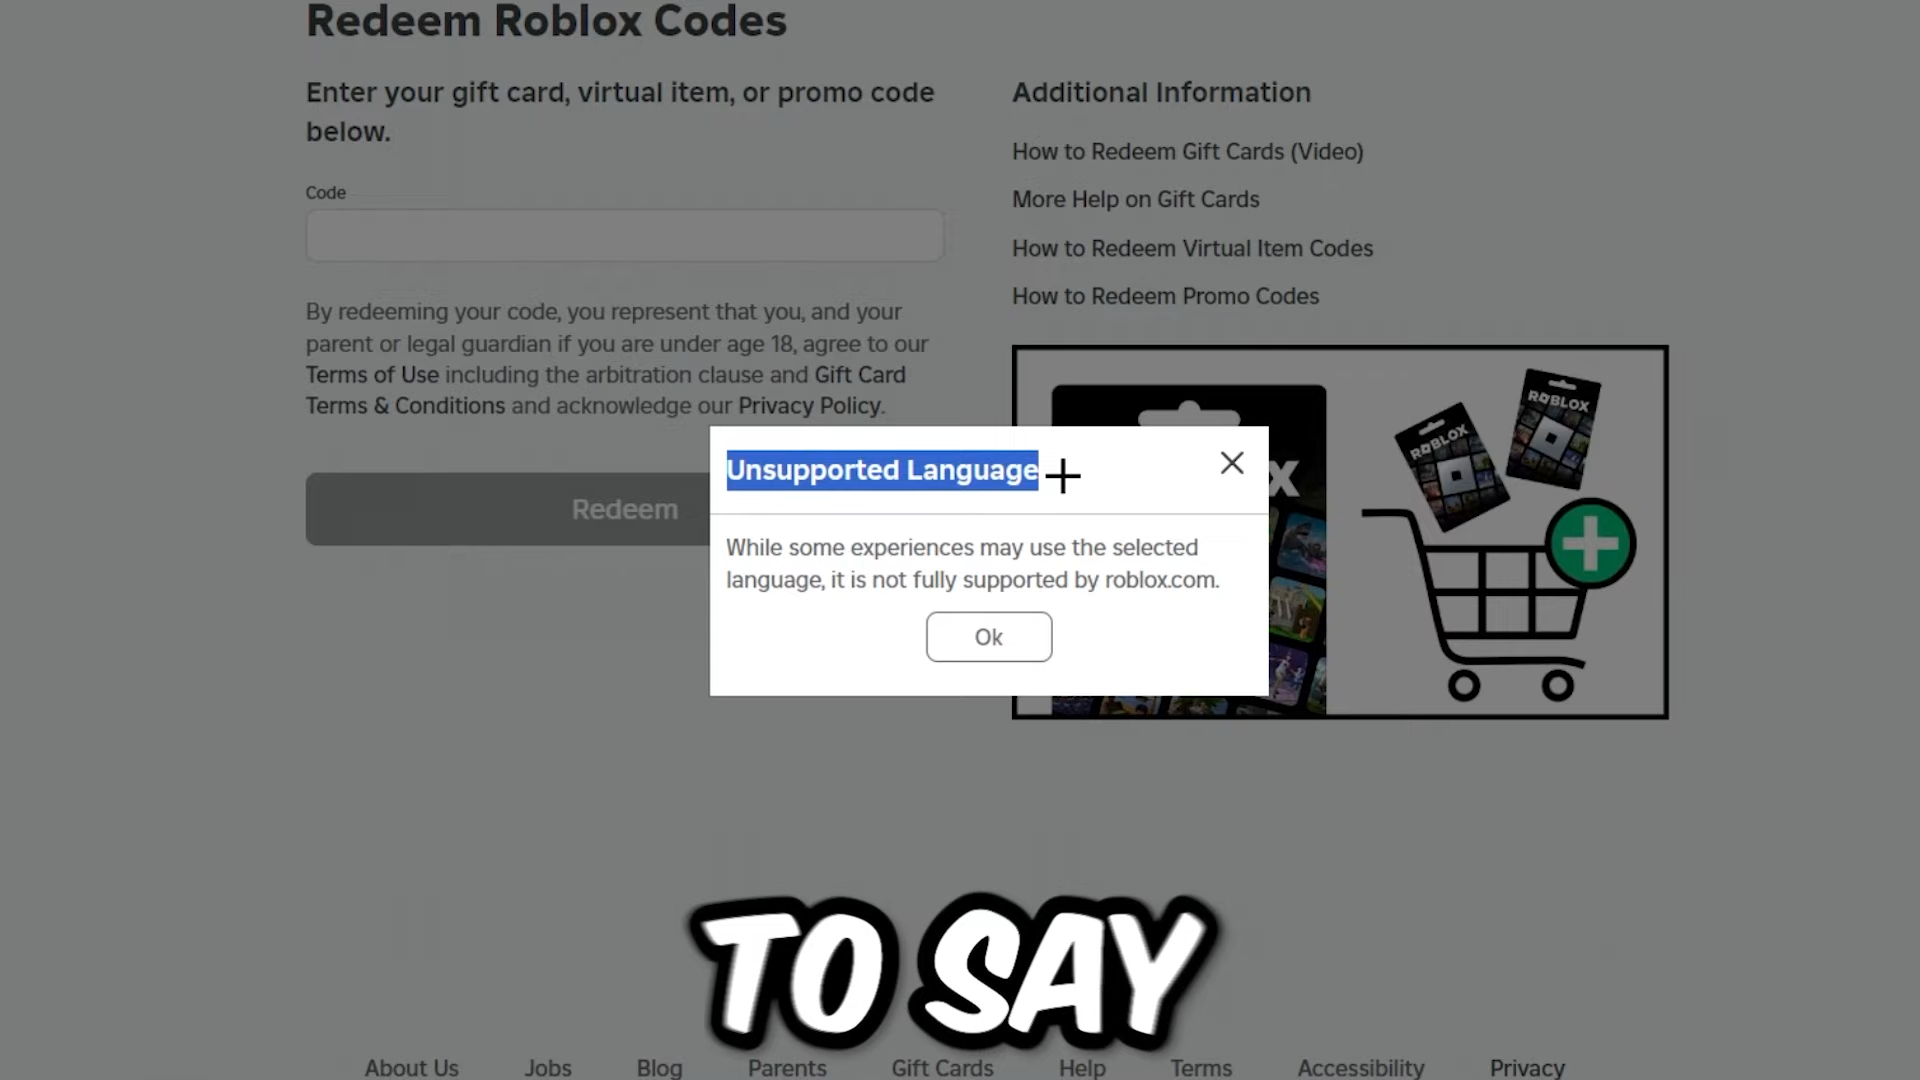 Redeem Roblox Codes
Enter your gift card, virtual item, or promo code
below.
Code
By redeeming your code, you represent that you, and your
parent or legal guardian if you are under age 18, agree to our
Terms of Use including the arbitration clause and Gift Card
Terms & Conditions and acknowledge our Privacy Policy.
Redeem
Additional Information
How to Redeem Gift Cards (Video)
More Help on Gift Cards
How to Redeem Virtual Item Codes
How to Redeem Promo Codes
ROBLOX
ROBLOX
X
Unsupported Language
While some experiences may use the selected
language, it is not fully supported by roblox.com.
Ok
TO SAY
About Us Jobs Blog Parents Gift Cards Help Terms Accessibility Privacy